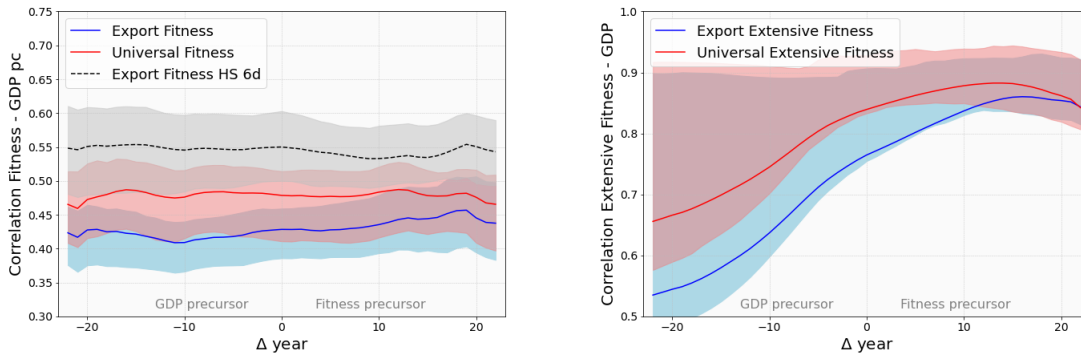 0.75
0.70
0.65
0.60
0.55
0.50
0.45
0.40
0.35
0.30
Correlation Fitness - GDP pc
Export Fitness
Universal Fitness
Export Fitness HS 6d
GDP precursor
Fitness precursor
−20
−10
0
10
20
Δ year
1.0
0.9
0.8
0.7
0.6
0.5
Correlation Extensive Fitness - GDP
Export Extensive Fitness
Universal Extensive Fitness
GDP precursor
Fitness precursor
−20
−10
0
10
20
Δ year